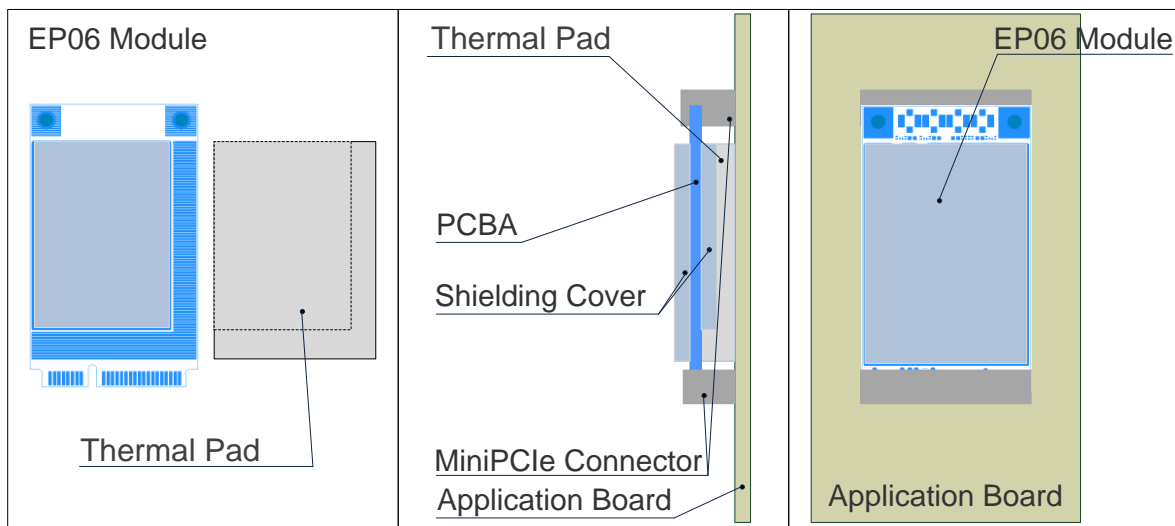 EP06 Module
Thermal Pad
Thermal Pad
PCBA
Shielding Cover
MiniPCIe Connector
Application Board
EP06 Module
Application Board